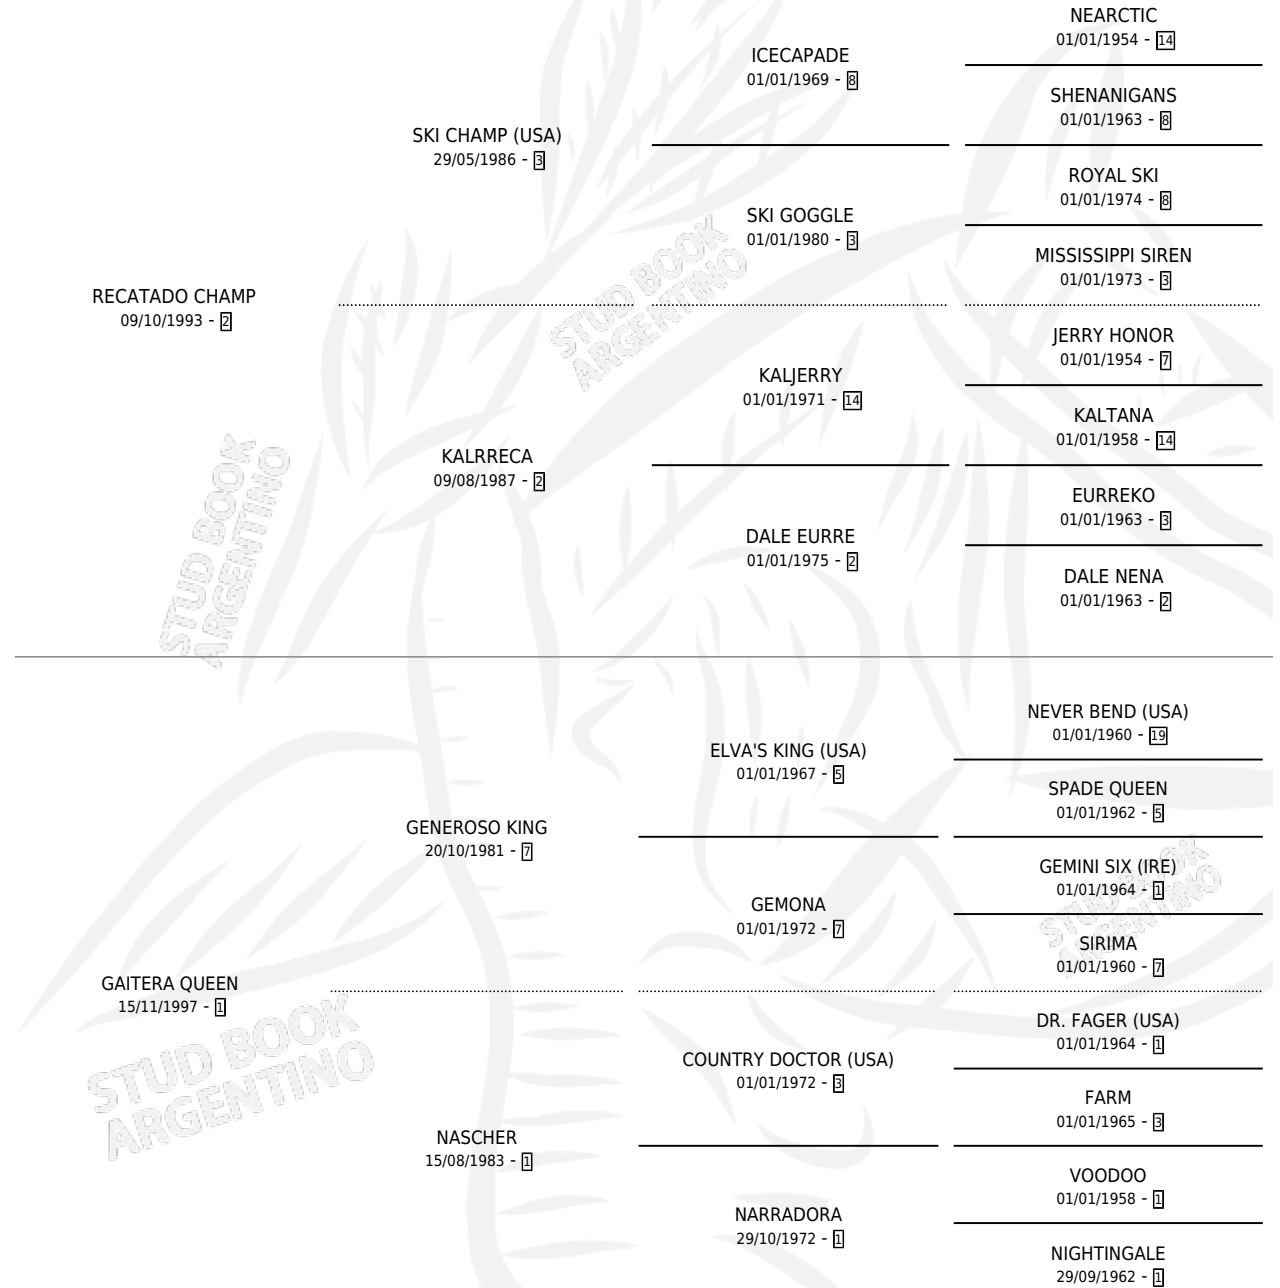 NEARCTIC
01/01/1954 - 14
ICECAPADE
01/01/1969 - 8
SHENANIGANS
01/01/1963 - 8
SKI CHAMP (USA)
29/05/1986 - 3
ROYAL SKI
01/01/1974 - 8
SKI GOGGLE
01/01/1980 - 3
MISSISSIPPI SIREN
01/01/1973 - 3
RECATADO CHAMP
09/10/1993 - 2
JERRY HONOR
01/01/1954 - 7
KALJERRY
01/01/1971 - 14
KALTANA
01/01/1958 - 14
KALRRECA
09/08/1987 - 2
EURREKO
01/01/1963 - 3
DALE EURRE
01/01/1975 - 2
DALE NENA
01/01/1963 - 2
STUD BOOK
ARGENTINO
STUD BOOK
ARGENTINO
NEVER BEND (USA)
01/01/1960 - 19
ELVA'S KING (USA)
01/01/1967 - 5
SPADE QUEEN
01/01/1962 - 5
GENEROSO KING
20/10/1981 - 7
GEMINI SIX (IRE)
01/01/1964 - 1
GEMONA
01/01/1972 - 7
SIRIMA
01/01/1960 - 7
STUD BOOK
ARGENTINO
GAITERA QUEEN
15/11/1997 - 1
DR. FAGER (USA)
01/01/1964 - 1
COUNTRY DOCTOR (USA)
01/01/1972 - 3
FARM
01/01/1965 - 3
STUD BOOK
ARGENTINO
NASCHER
15/08/1983 - 1
VOODOO
01/01/1958 - 1
NARRADORA
29/10/1972 - 1
NIGHTINGALE
29/09/1962 - 1